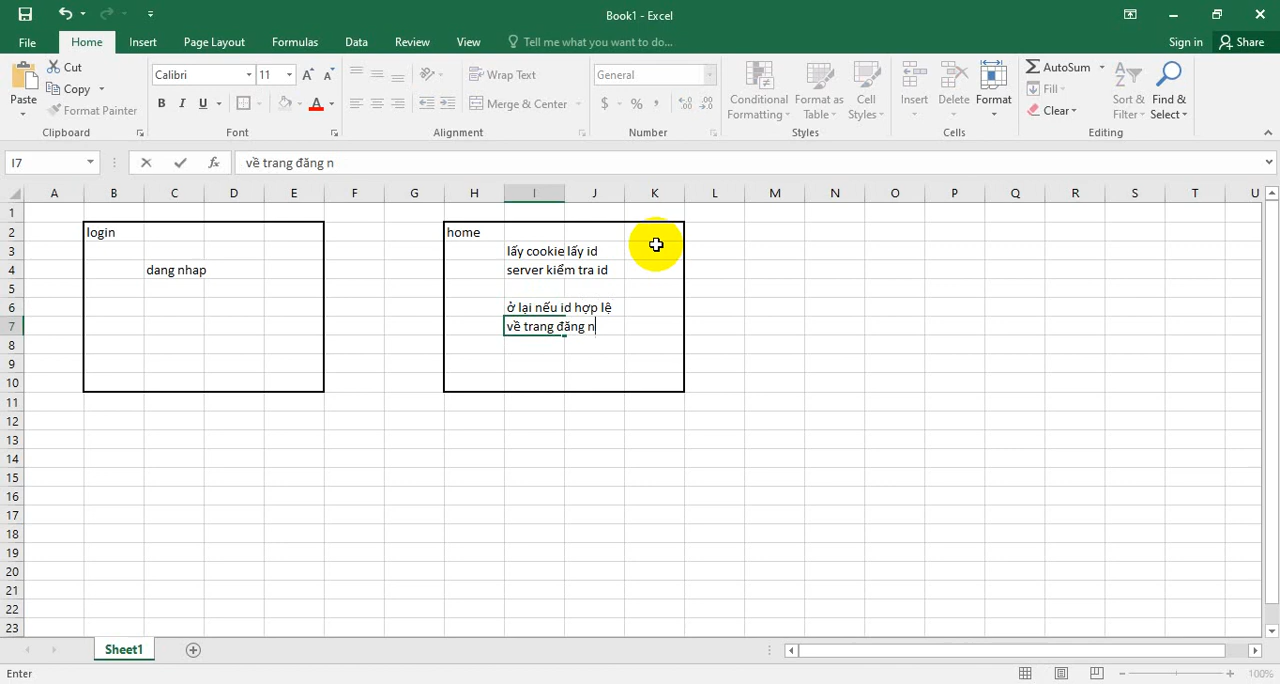 Book1 - Excel
File Home Insert Page Layout Formulas Data Review View Tell me what you want to do... Sign in Share
Paste Cut Copy Format Painter
Calibri 11
B I U A
Wrap Text
Merge & Center
General
$ % ,
Conditional Formatting Format as Table Cell Styles
Insert Delete Format
AutoSum Fill Clear
Sort & Filter Find & Select
Clipboard Font Alignment Number Styles Cells Editing
I7 fx về trang đăng n
A B C D E F G H I J K L M N O P Q R S T U
1
2 login home
3 lấy cookie lấy id
4 dang nhap server kiểm tra id
5
6 ở lại nếu id hợp lệ
7 về trang đăng n
8
9
10
11
12
13
14
15
16
17
18
19
20
21
22
23
Sheet1
Enter 100%